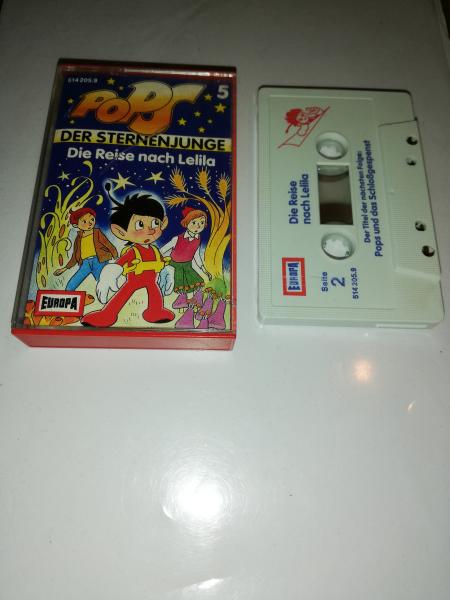 514 205.9
POPS
5
DER STERNENJUNGE
Die Reise nach Lelila
EUROPA
Die Reise
nach Lelila
Der Titel der nächsten Folge:
Pops und das Schloßgespenst
EUROPA
Seite
2
514 205.9